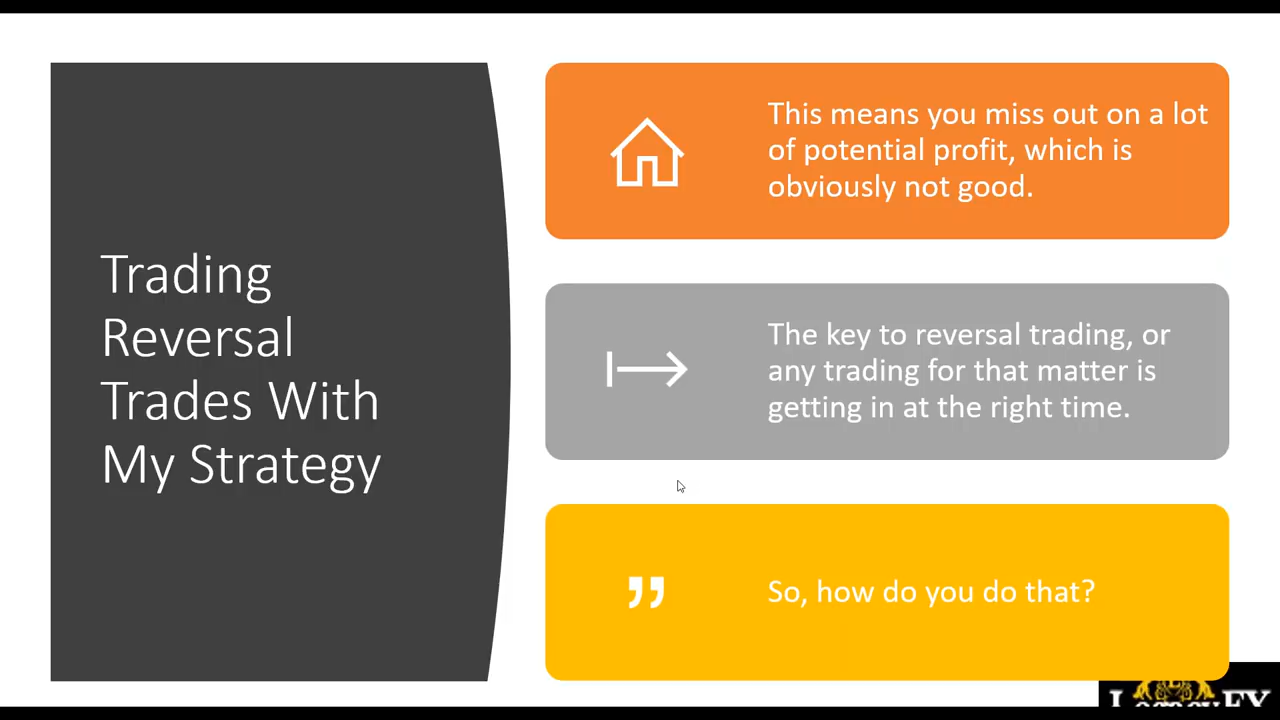 Trading
Reversal
Trades With
My Strategy
This means you miss out on a lot
of potential profit, which is
obviously not good.
The key to reversal trading, or
any trading for that matter is
getting in at the right time.
So, how do you do that?